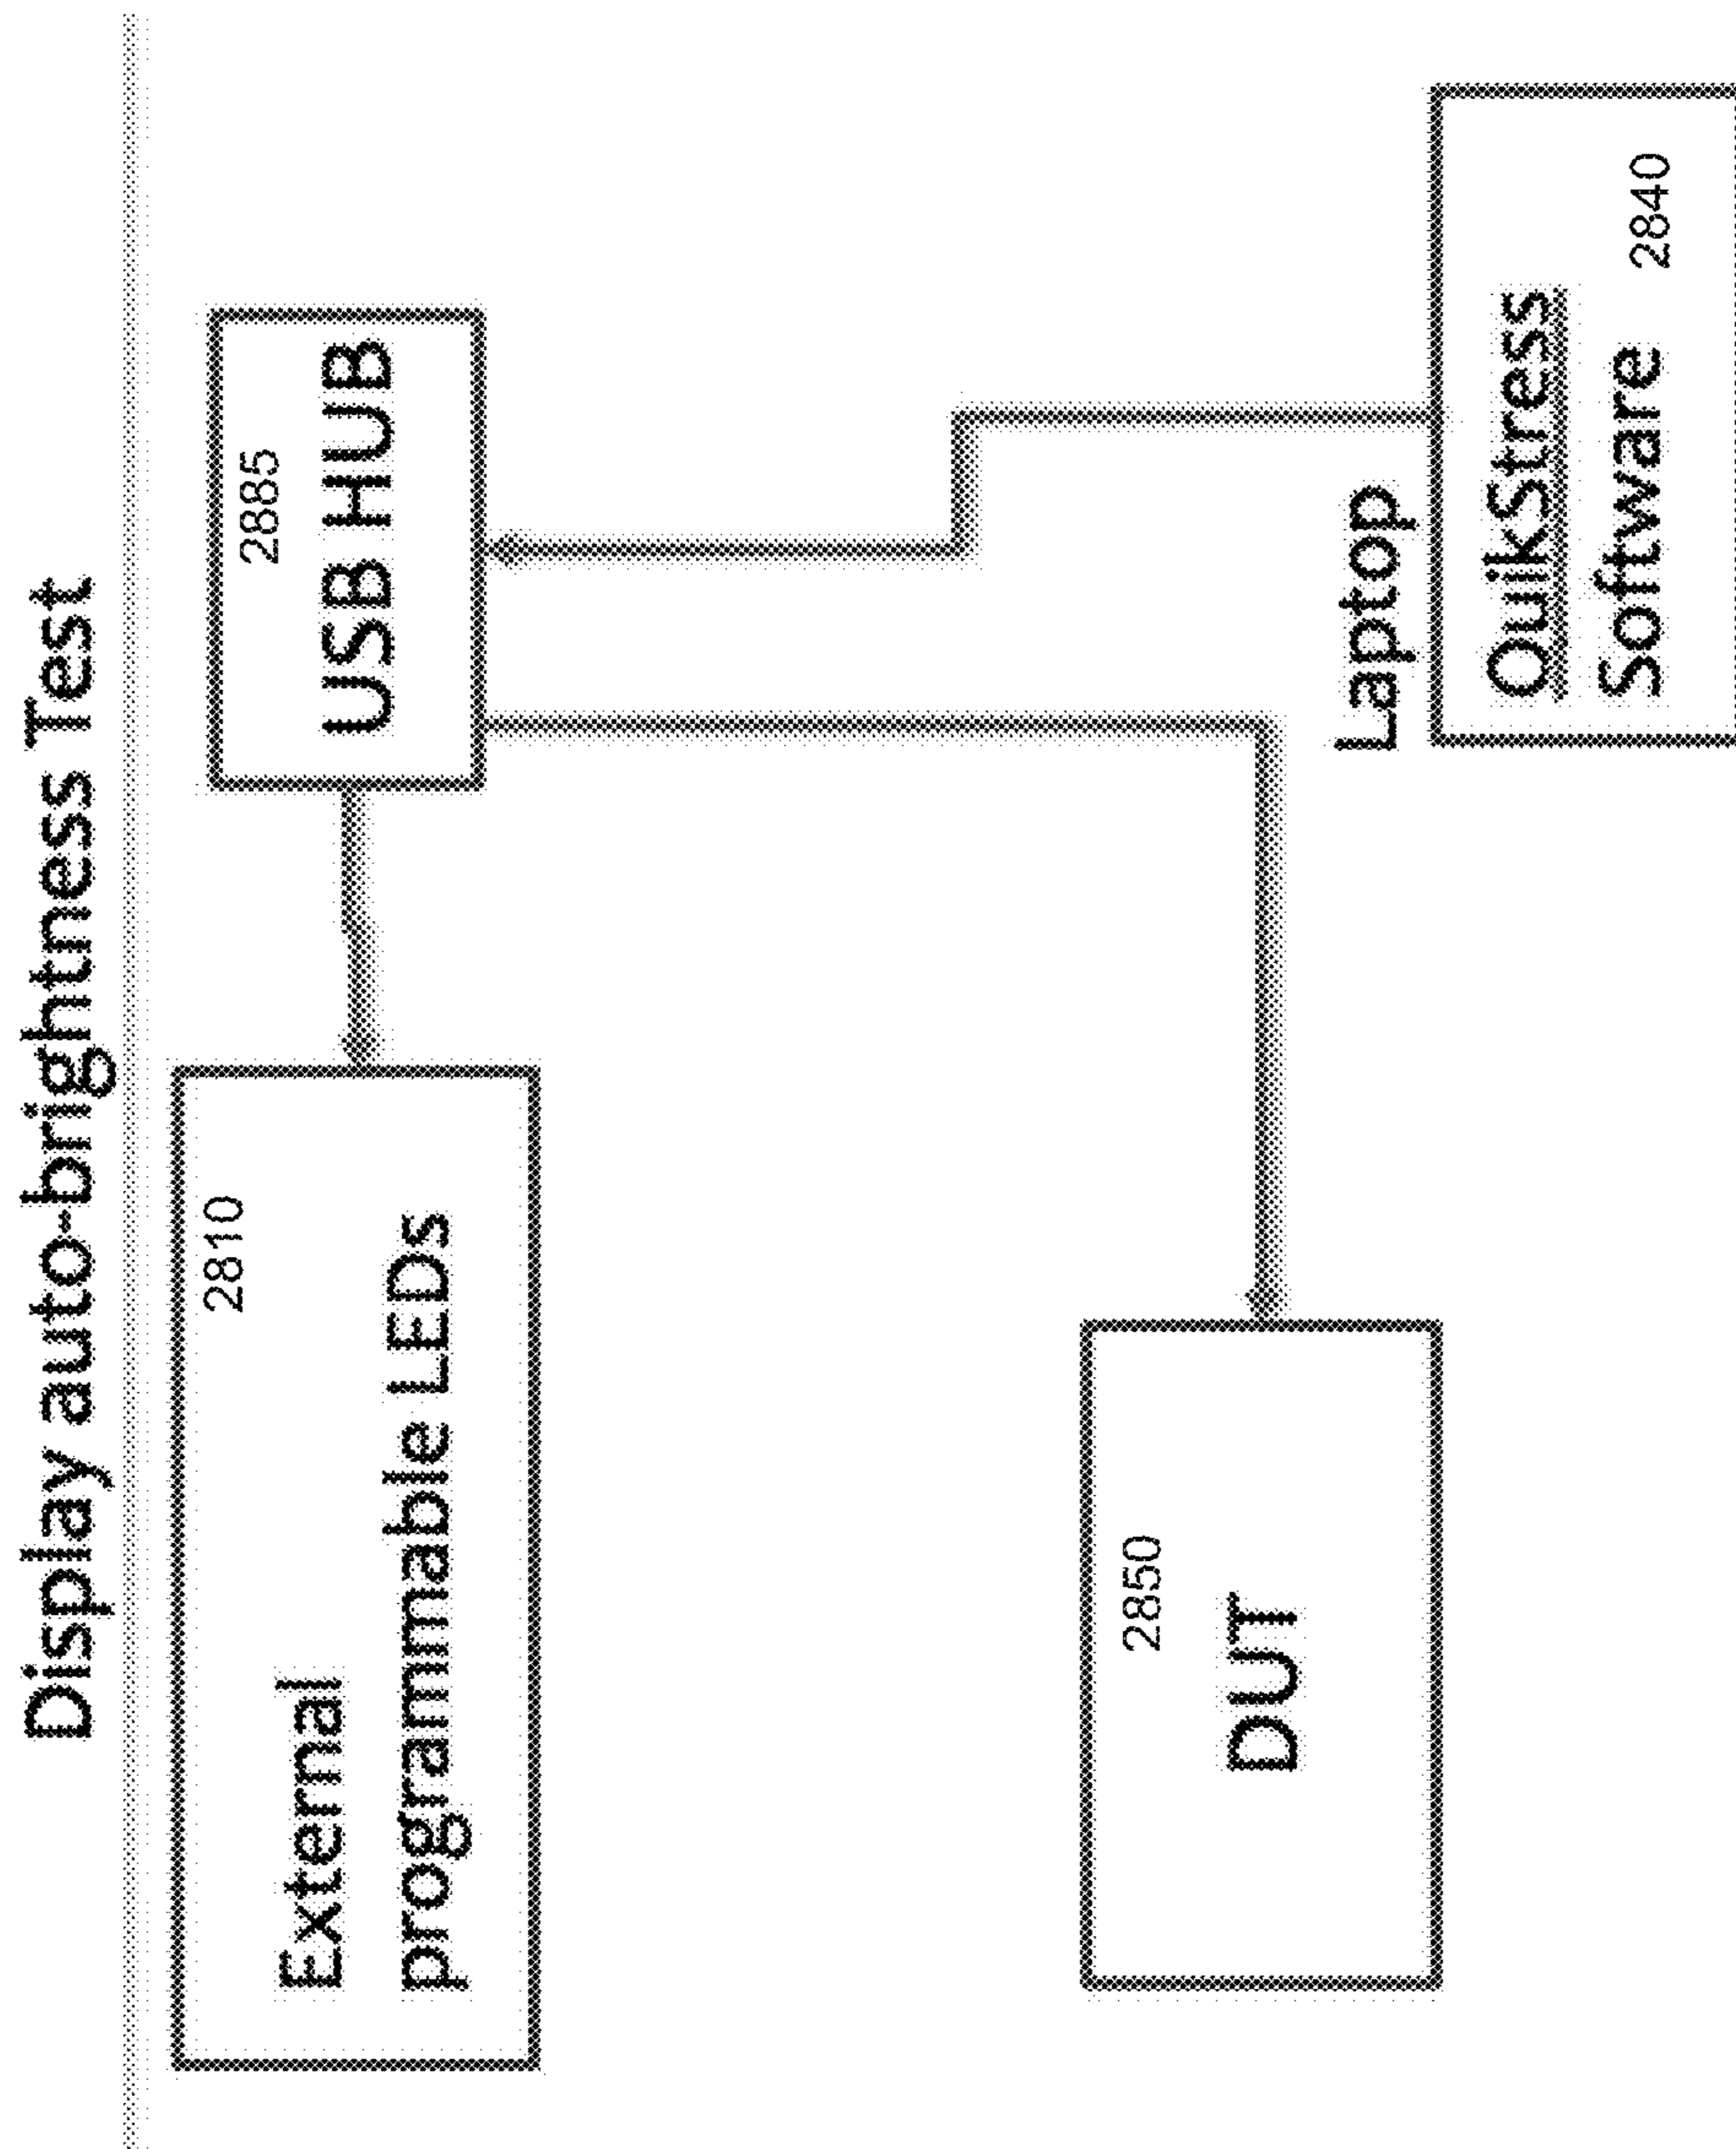 Display auto-brightness Test
2810
External
programmable LEDs
2885
USB HUB
2850
DUT
Laptop
QuikStress
Software 2840